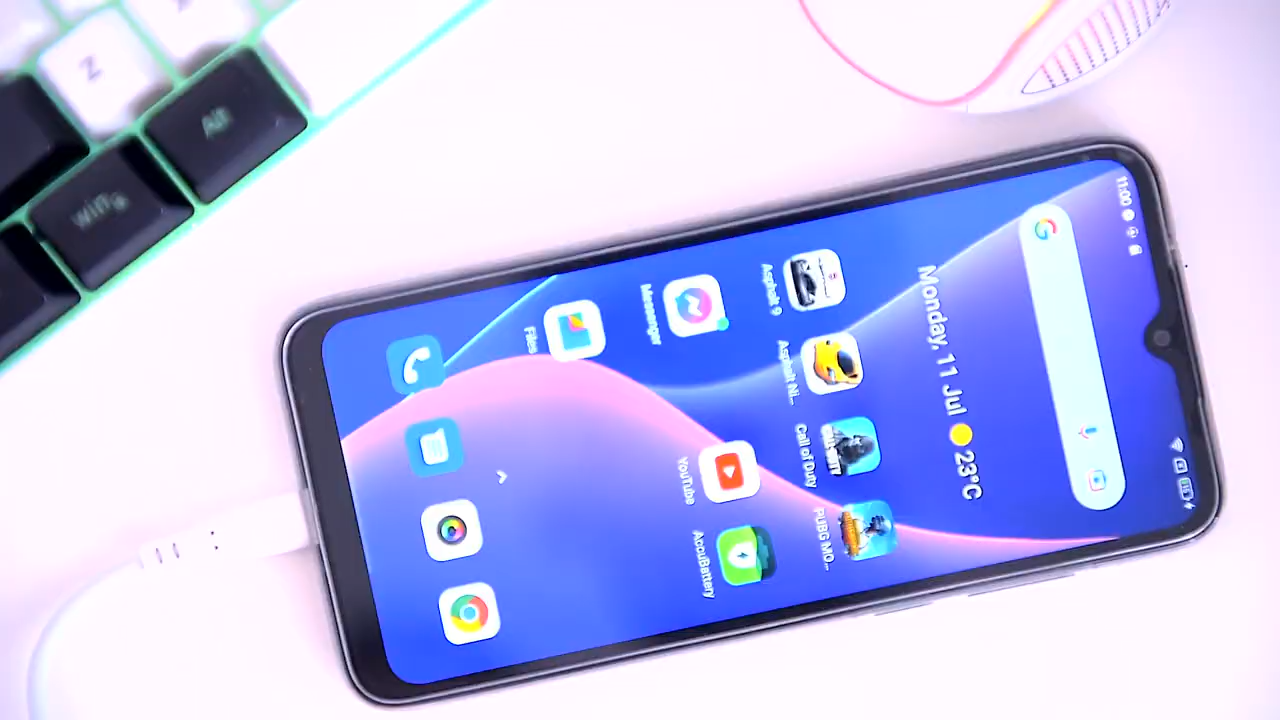 Z
Alt
win
11:00
Monday, 11 Jul 23°C
Asphalt 9
Asphalt Ni...
Call of Duty
PUBG MO...
Messenger
YouTube
AccuBattery
Files